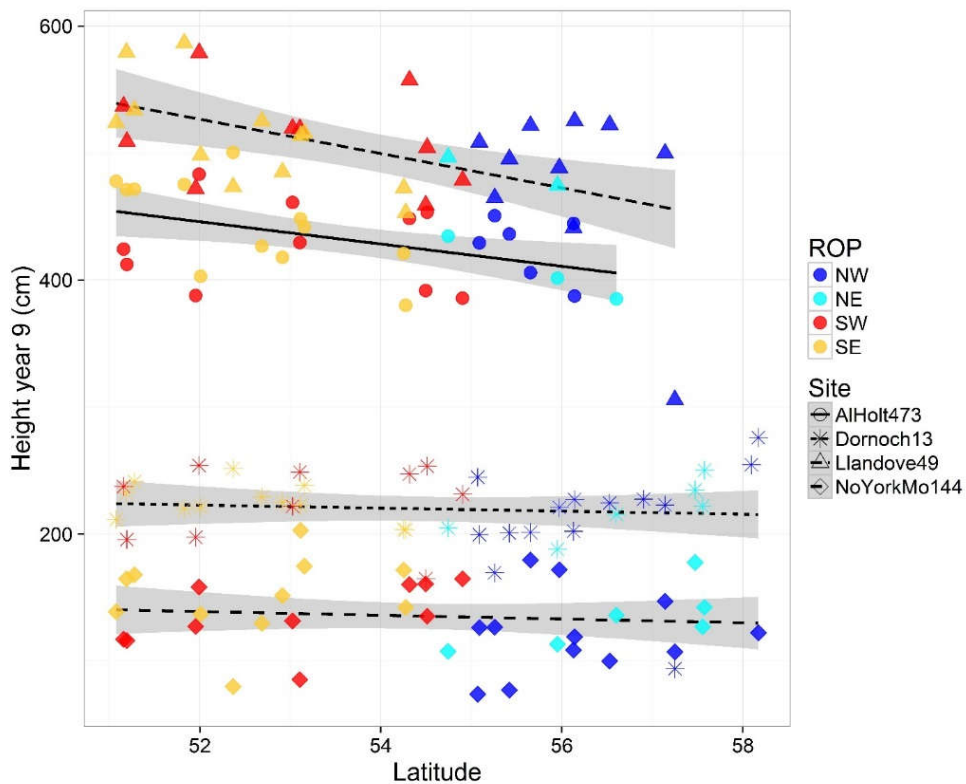 600
400
200
Height year 9 (cm)
52
54
56
58
Latitude
ROP
NW
NE
SW
SE
Site
AlHolt473
Dornoch13
Llandove49
NoYorkMo144